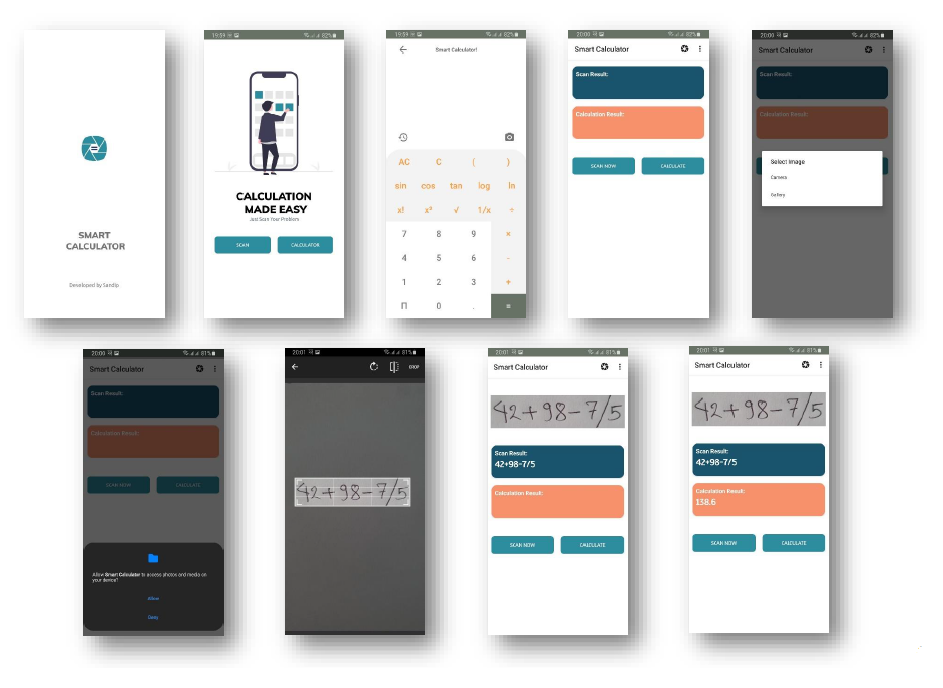 SMART
CALCULATOR
Developed by Sandip
19:59
82%
CALCULATION
MADE EASY
Just Scan Your Problem
SCAN
CALCULATOR
19:59
82%
Smart Calculator!
AC C ( )
sin cos tan log ln
x! x² √ 1/x ÷
7 8 9 ×
4 5 6 -
1 2 3 +
Π 0 . =
20:00
82%
Smart Calculator
Scan Result:
Calculation Result:
SCAN NOW
CALCULATE
20:00
82%
Smart Calculator
Scan Result:
Calculation Result:
Select Image
Camera
Gallery
20:00
81%
Smart Calculator
Scan Result:
Calculation Result:
SCAN NOW
CALCULATE
Allow Smart Calculator to access photos and media on
your device?
Allow
Deny
20:01
81%
CROP
42+98-7/5
20:01
81%
Smart Calculator
42+98-7/5
Scan Result:
42+98-7/5
Calculation Result:
SCAN NOW
CALCULATE
20:01
81%
Smart Calculator
42+98-7/5
Scan Result:
42+98-7/5
Calculation Result:
138.6
SCAN NOW
CALCULATE